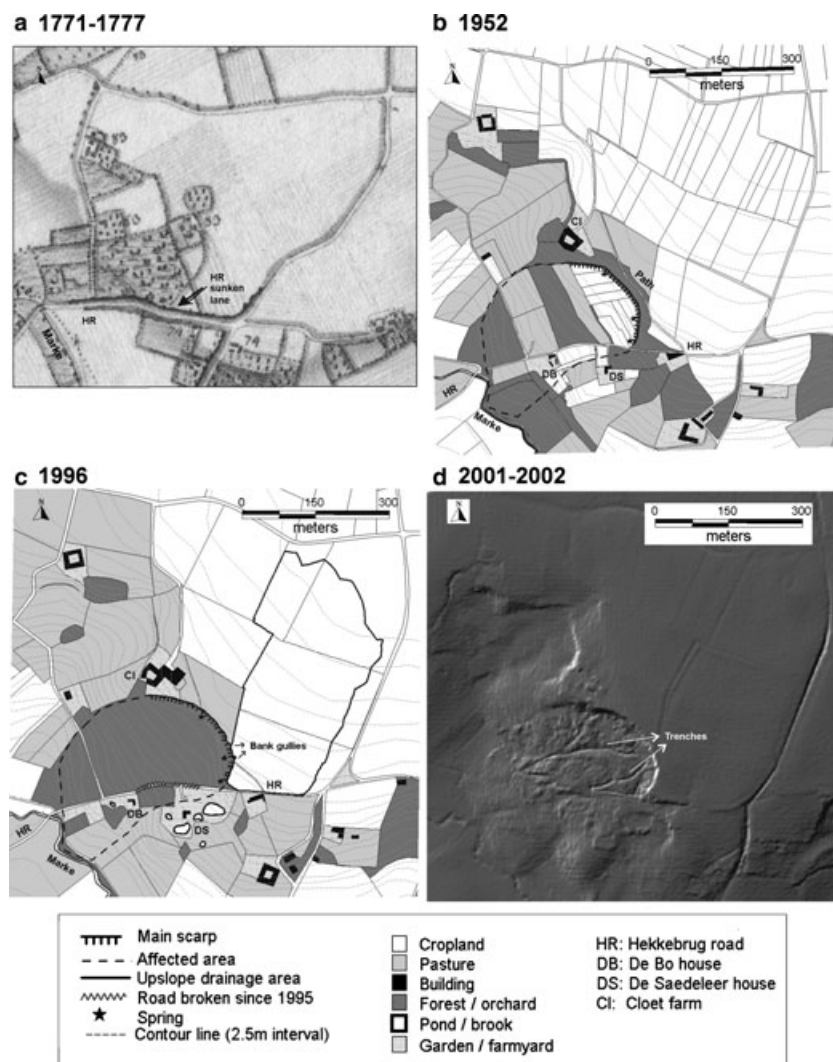 a 1771-1777
83
80
93
HR
sunken
lane
HR
Marke
74
b 1952
0 150 300
meters
Cl
Path
HR
DB
DS
HR
Marke
c 1996
N
0 150 300
meters
Cl
Bank gullies
HR
DB
DS
HR
Marke
d 2001-2002
N
0 150 300
meters
Trenches
Main scarp
Affected area
Upslope drainage area
Road broken since 1995
Spring
Contour line (2.5m interval)
Cropland
Pasture
Building
Forest / orchard
Pond / brook
Garden / farmyard
HR: Hekkebrug road
DB: De Bo house
DS: De Saedeleer house
Cl: Cloet farm